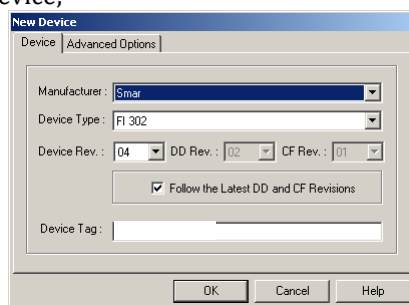 evice,
New Device
Device Advanced Options
Manufacturer : Smar
Device Type : FI 302
Device Rev. : 04 DD Rev. : 02 CF Rev. : 01
Follow the Latest DD and CF Revisions
Device Tag :
OK Cancel Help